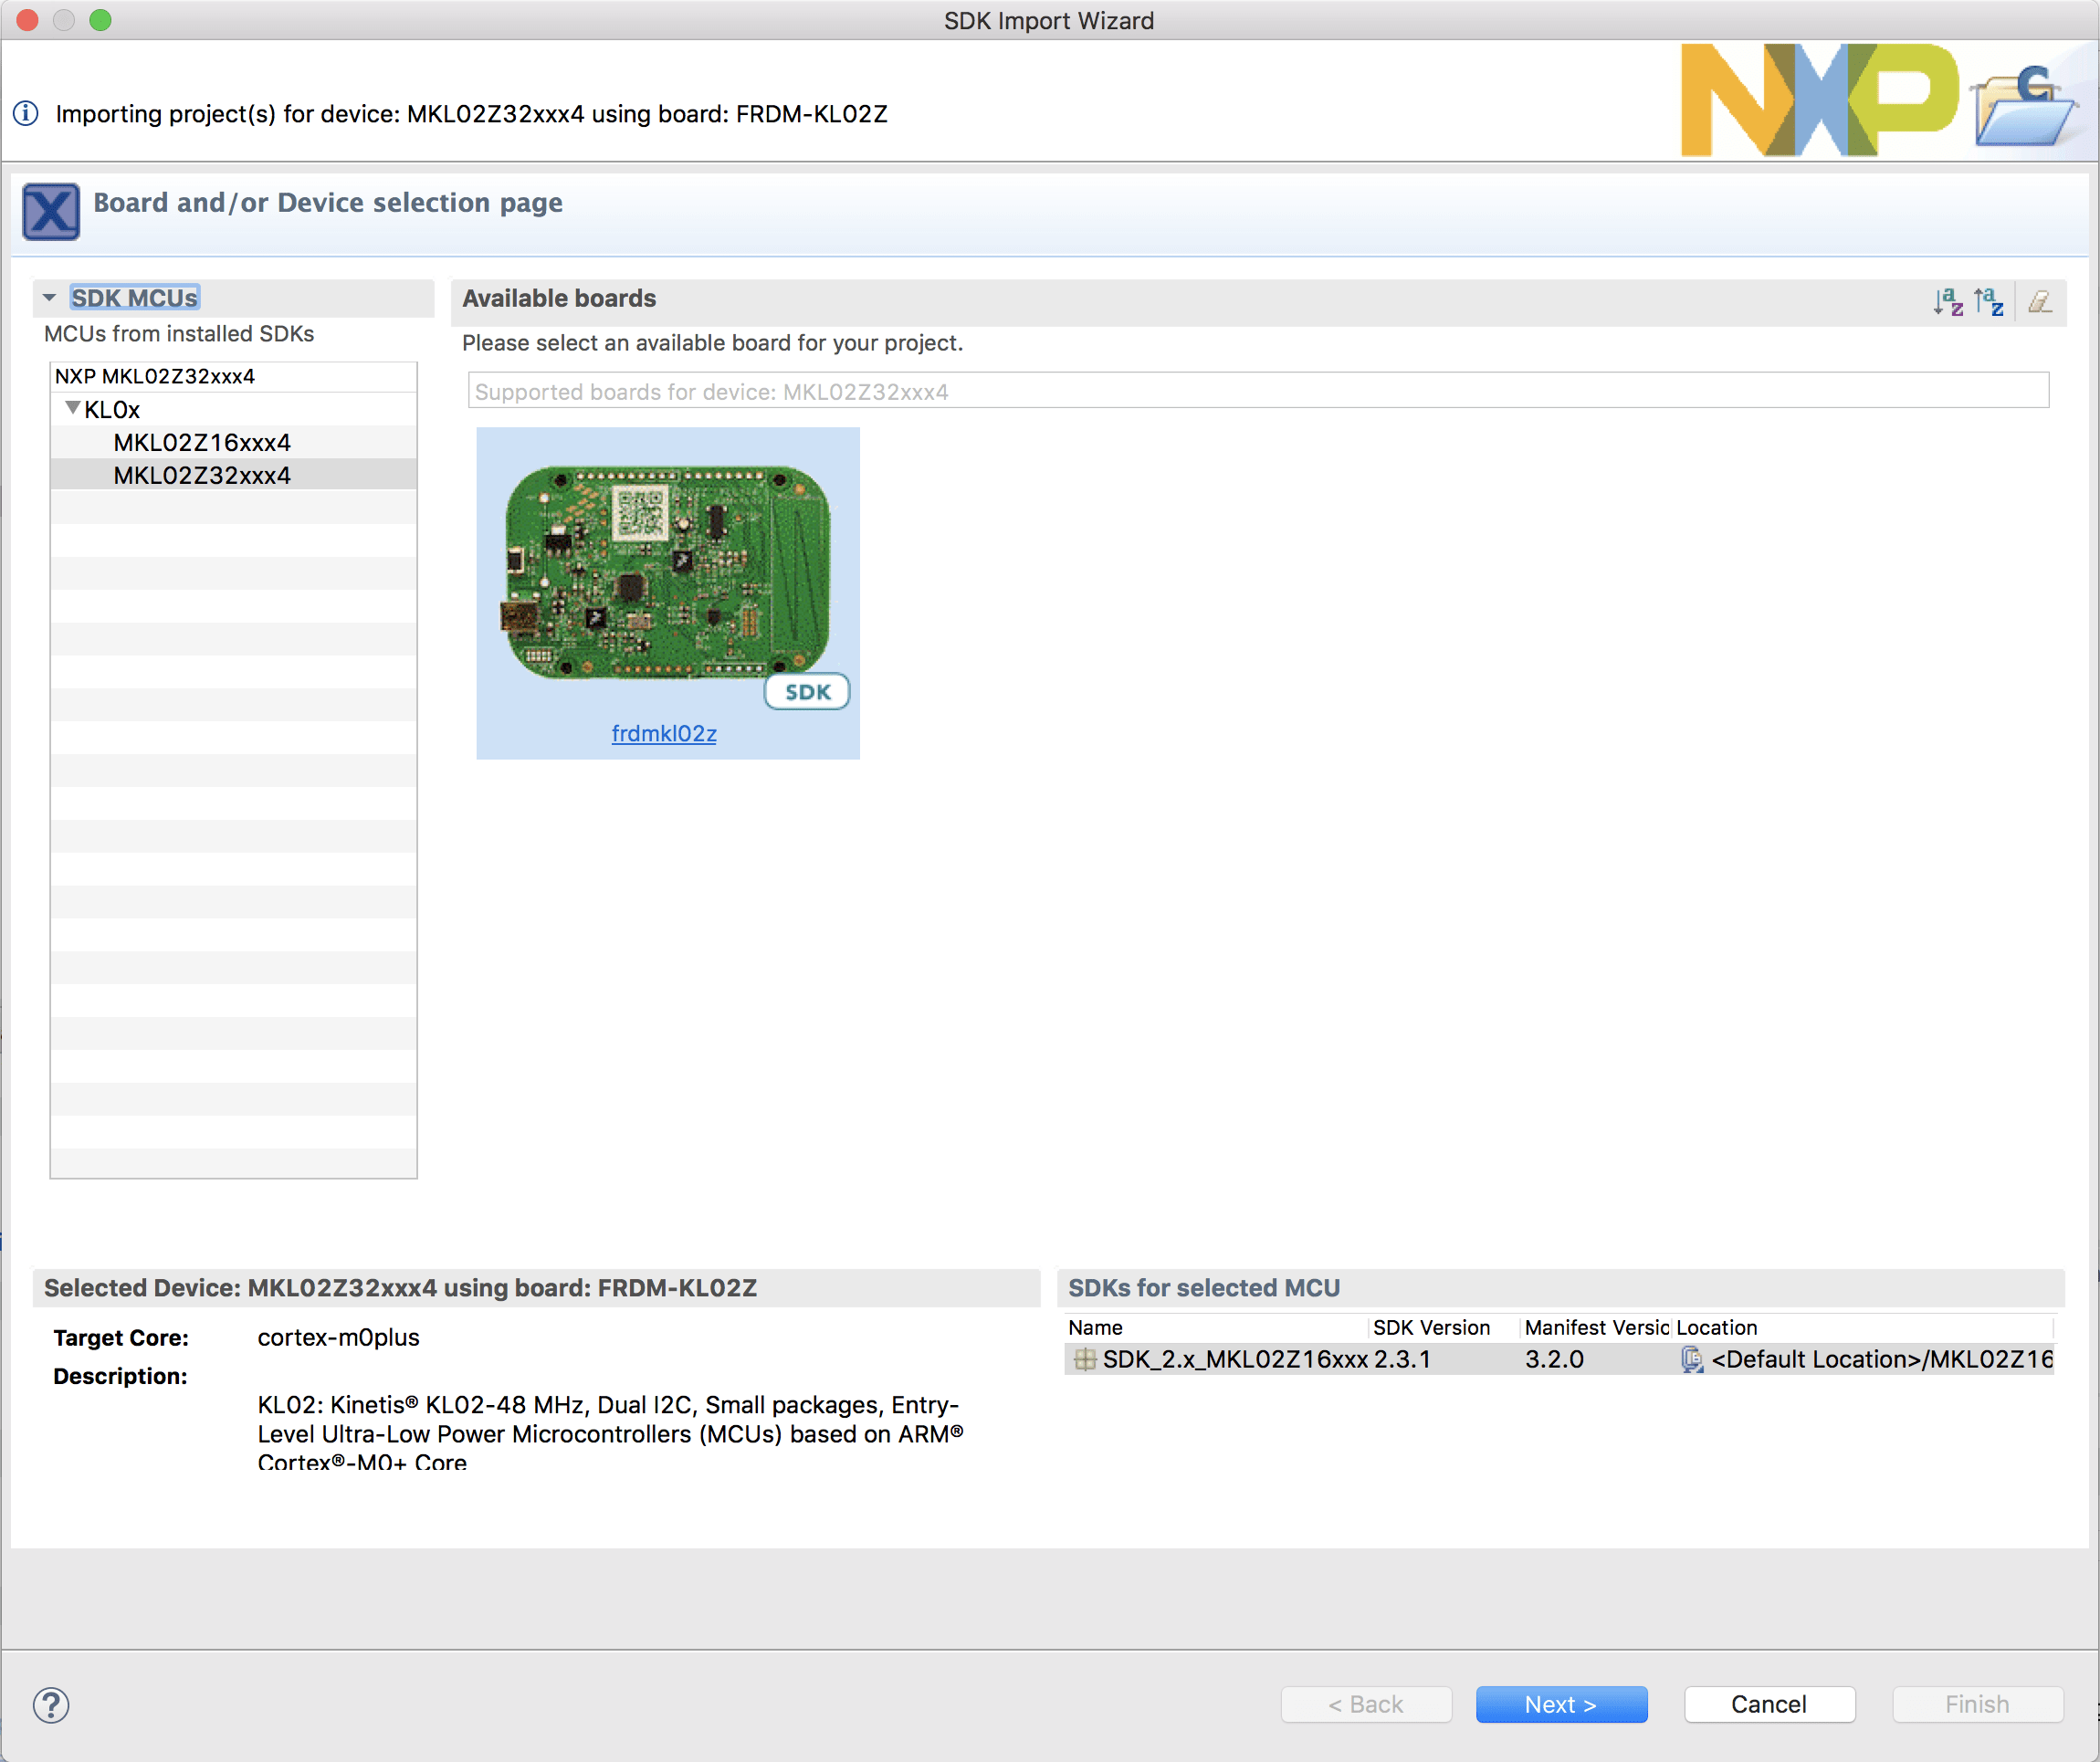 SDK Import Wizard
Importing project(s) for device: MKL02Z32xxx4 using board: FRDM-KL02Z
NXP
C
X
Board and/or Device selection page
SDK MCUs
MCUs from installed SDKs
NXP MKL02Z32xxx4
KL0x
MKL02Z16xxx4
MKL02Z32xxx4
Available boards
Please select an available board for your project.
Supported boards for device: MKL02Z32xxx4
SDK
frdmkl02z
Selected Device: MKL02Z32xxx4 using board: FRDM-KL02Z
Target Core: cortex-m0plus
Description:
KL02: Kinetis® KL02-48 MHz, Dual I2C, Small packages, Entry-
Level Ultra-Low Power Microcontrollers (MCUs) based on ARM®
Cortex®-M0+ Core
SDKs for selected MCU
Name SDK Version Manifest Versio Location
SDK_2.x_MKL02Z16xxx 2.3.1 3.2.0 <Default Location>/MKL02Z16
? < Back Next > Cancel Finish